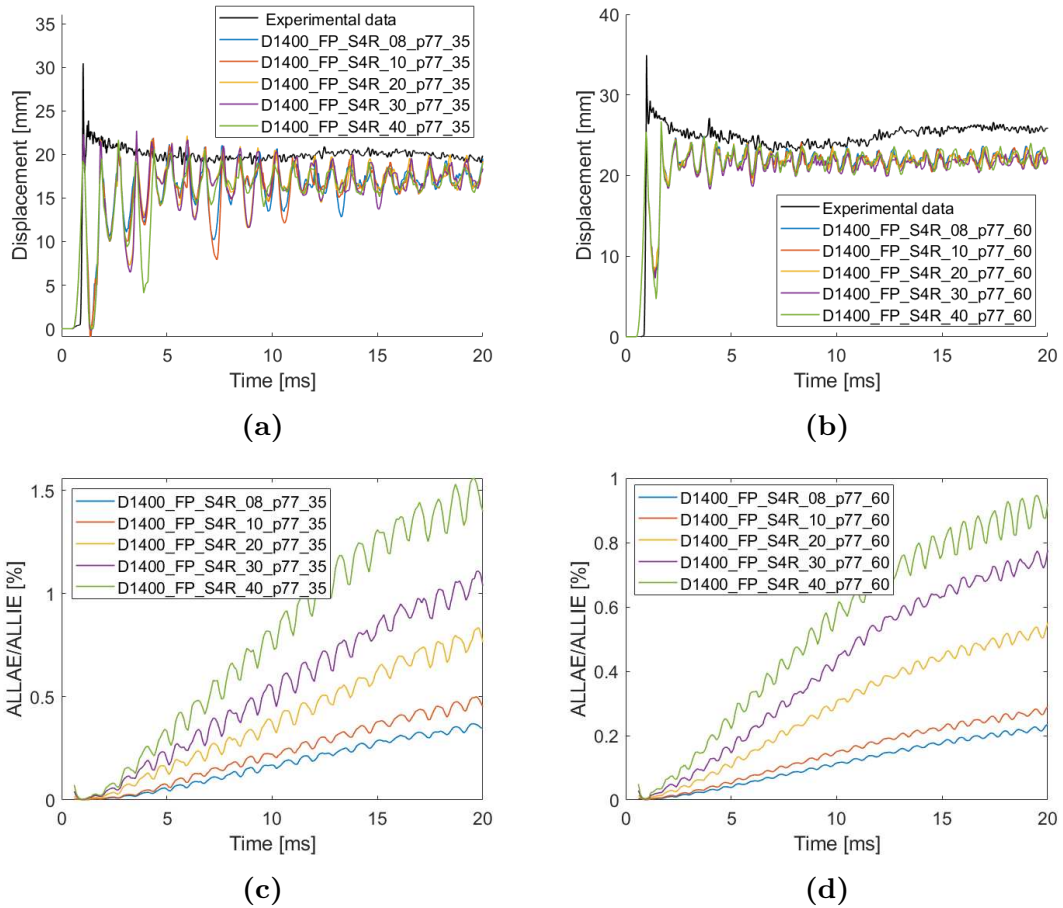 35
30
25
20
15
10
5
0
Displacement [mm]
Experimental data
D1400_FP_S4R_08_p77_35
D1400_FP_S4R_10_p77_35
D1400_FP_S4R_20_p77_35
D1400_FP_S4R_30_p77_35
D1400_FP_S4R_40_p77_35
0 5 10 15 20
Time [ms]
(a)
40
30
20
10
0
Displacement [mm]
Experimental data
D1400_FP_S4R_08_p77_60
D1400_FP_S4R_10_p77_60
D1400_FP_S4R_20_p77_60
D1400_FP_S4R_30_p77_60
D1400_FP_S4R_40_p77_60
0 5 10 15 20
Time [ms]
(b)
1.5
1
0.5
0
ALLAE/ALLIE [%]
D1400_FP_S4R_08_p77_35
D1400_FP_S4R_10_p77_35
D1400_FP_S4R_20_p77_35
D1400_FP_S4R_30_p77_35
D1400_FP_S4R_40_p77_35
0 5 10 15 20
Time [ms]
(c)
1
0.8
0.6
0.4
0.2
0
ALLAE/ALLIE [%]
D1400_FP_S4R_08_p77_60
D1400_FP_S4R_10_p77_60
D1400_FP_S4R_20_p77_60
D1400_FP_S4R_30_p77_60
D1400_FP_S4R_40_p77_60
0 5 10 15 20
Time [ms]
(d)